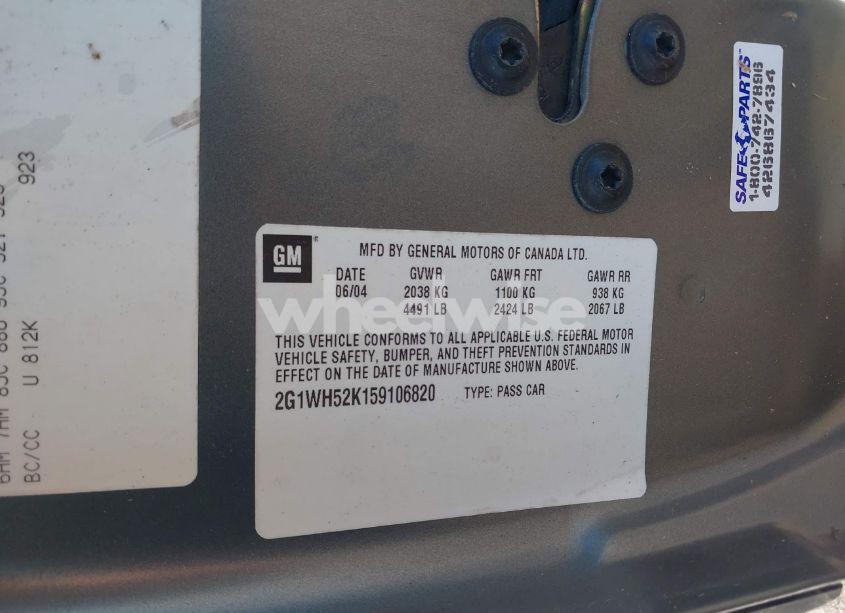 923
BC/CC U 812K
SAFE PARTS™
1-800-742-7896
4268867434
GM
MFD BY GENERAL MOTORS OF CANADA LTD.
DATE GVWR GAWR FRT GAWR RR
06/04 2038 KG 1100 KG 938 KG
4491 LB 2424 LB 2067 LB
THIS VEHICLE CONFORMS TO ALL APPLICABLE U.S. FEDERAL MOTOR
VEHICLE SAFETY, BUMPER, AND THEFT PREVENTION STANDARDS IN
EFFECT ON THE DATE OF MANUFACTURE SHOWN ABOVE.
2G1WH52K159106820 TYPE: PASS CAR
wheelwise